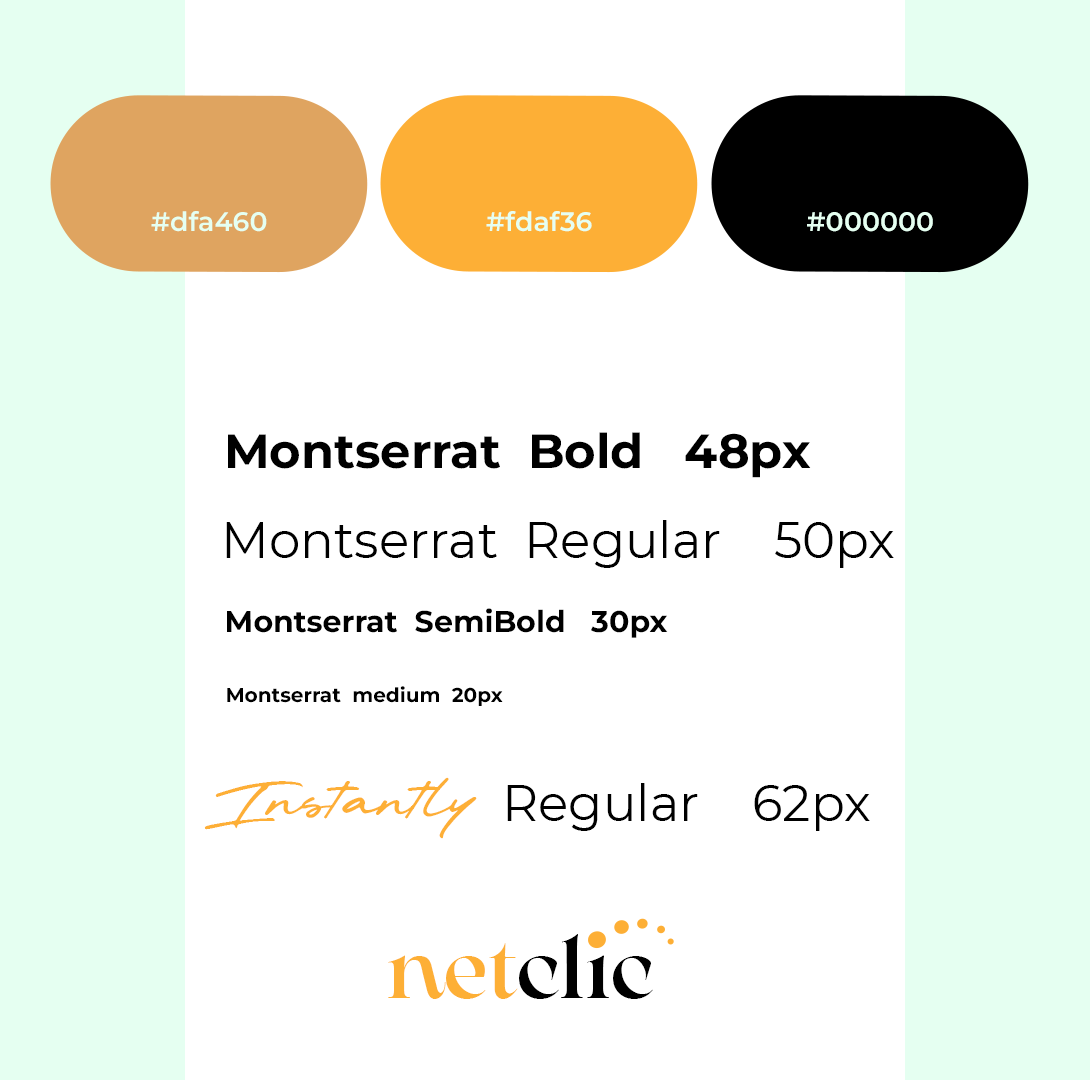 #dfa460 #fdaf36 #000000
Montserrat Bold 48px
Montserrat Regular 50px
Montserrat SemiBold 30px
Montserrat medium 20px
Instantly Regular 62px
netclic